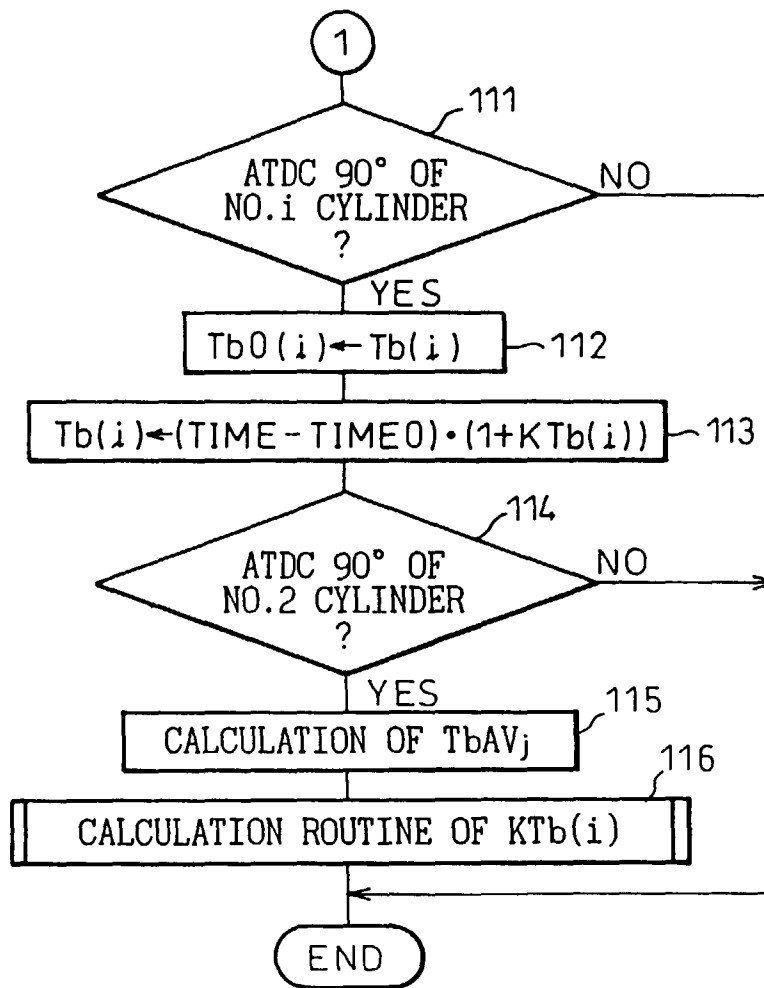 1
111
ATDC 90° OF
NO.i CYLINDER
?
NO
YES
Tb0(i)←Tb(i)
112
Tb(i)←(TIME-TIME0)•(1+KTb(i))
113
114
ATDC 90° OF
NO.2 CYLINDER
?
NO
YES
115
CALCULATION OF TbAVj
116
CALCULATION ROUTINE OF KTb(i)
END